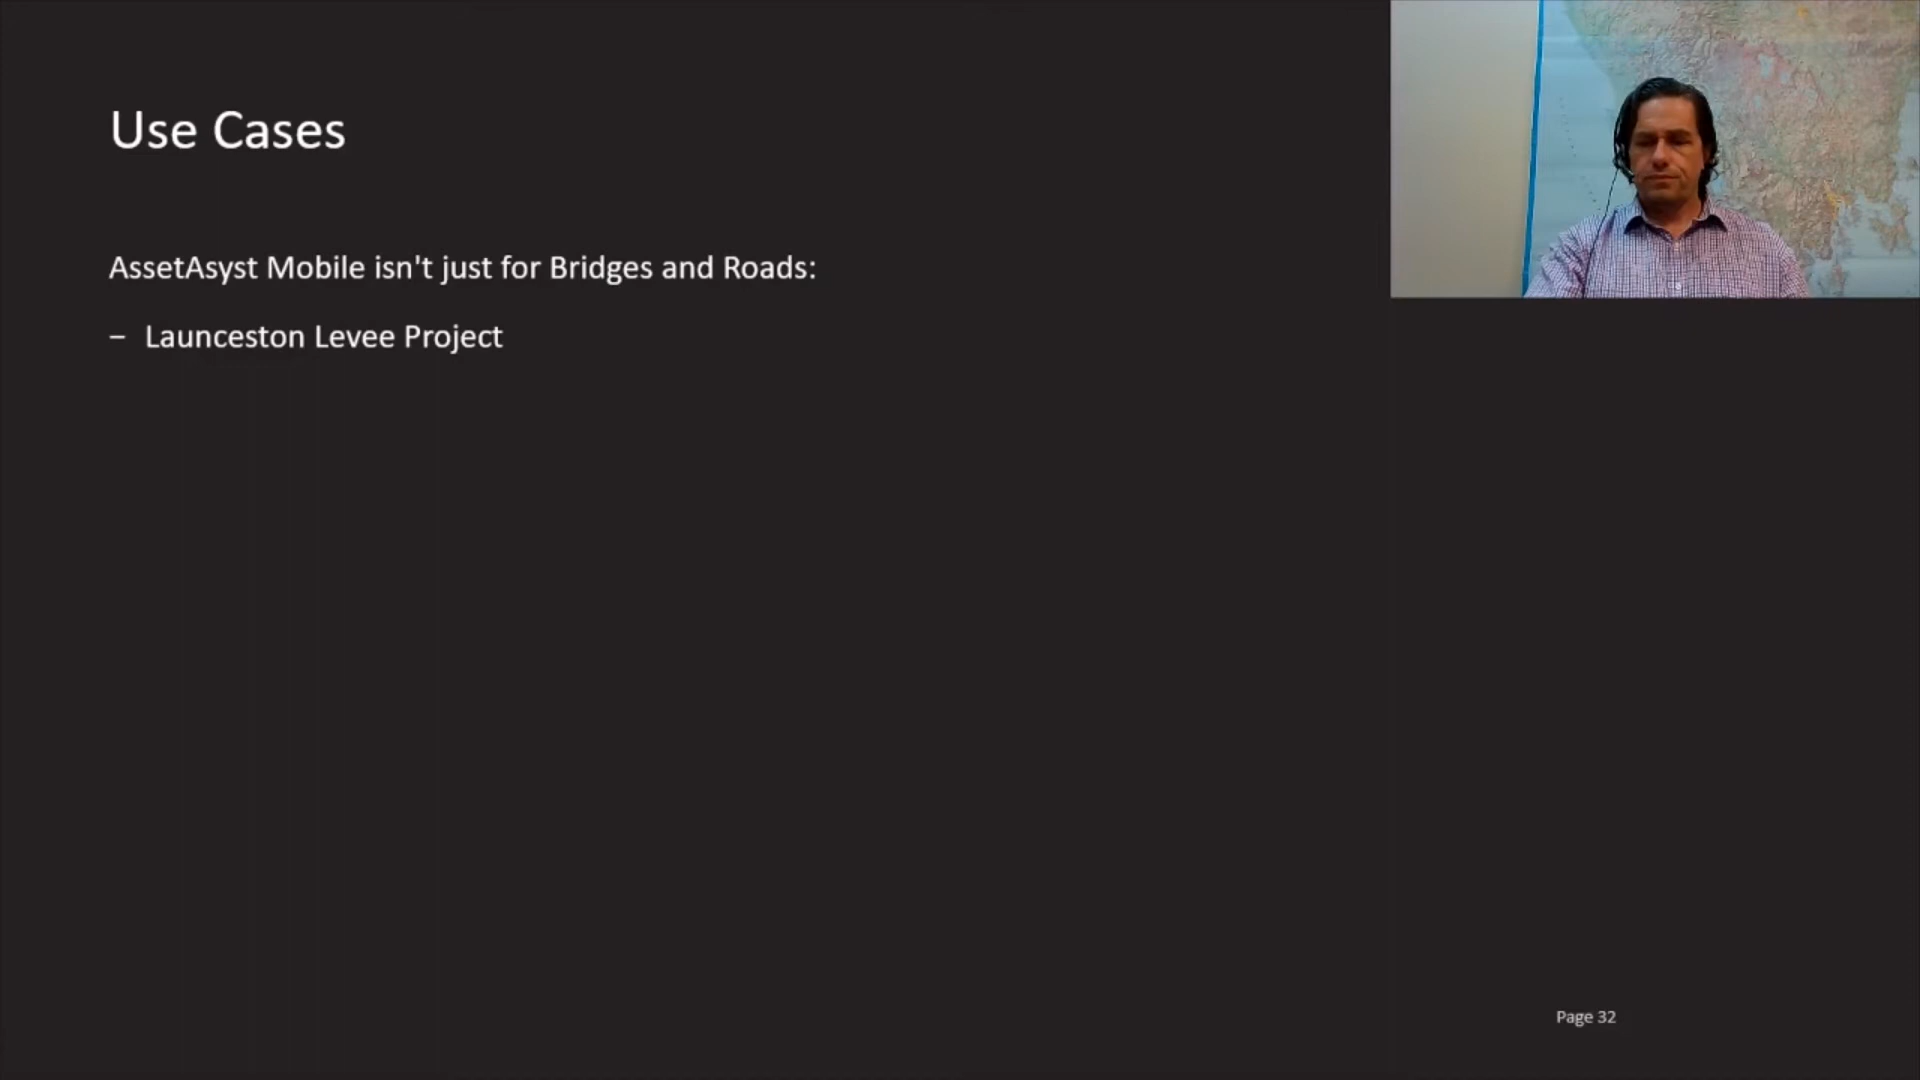 Use Cases
AssetAsyst Mobile isn't just for Bridges and Roads:
– Launceston Levee Project
Page 32